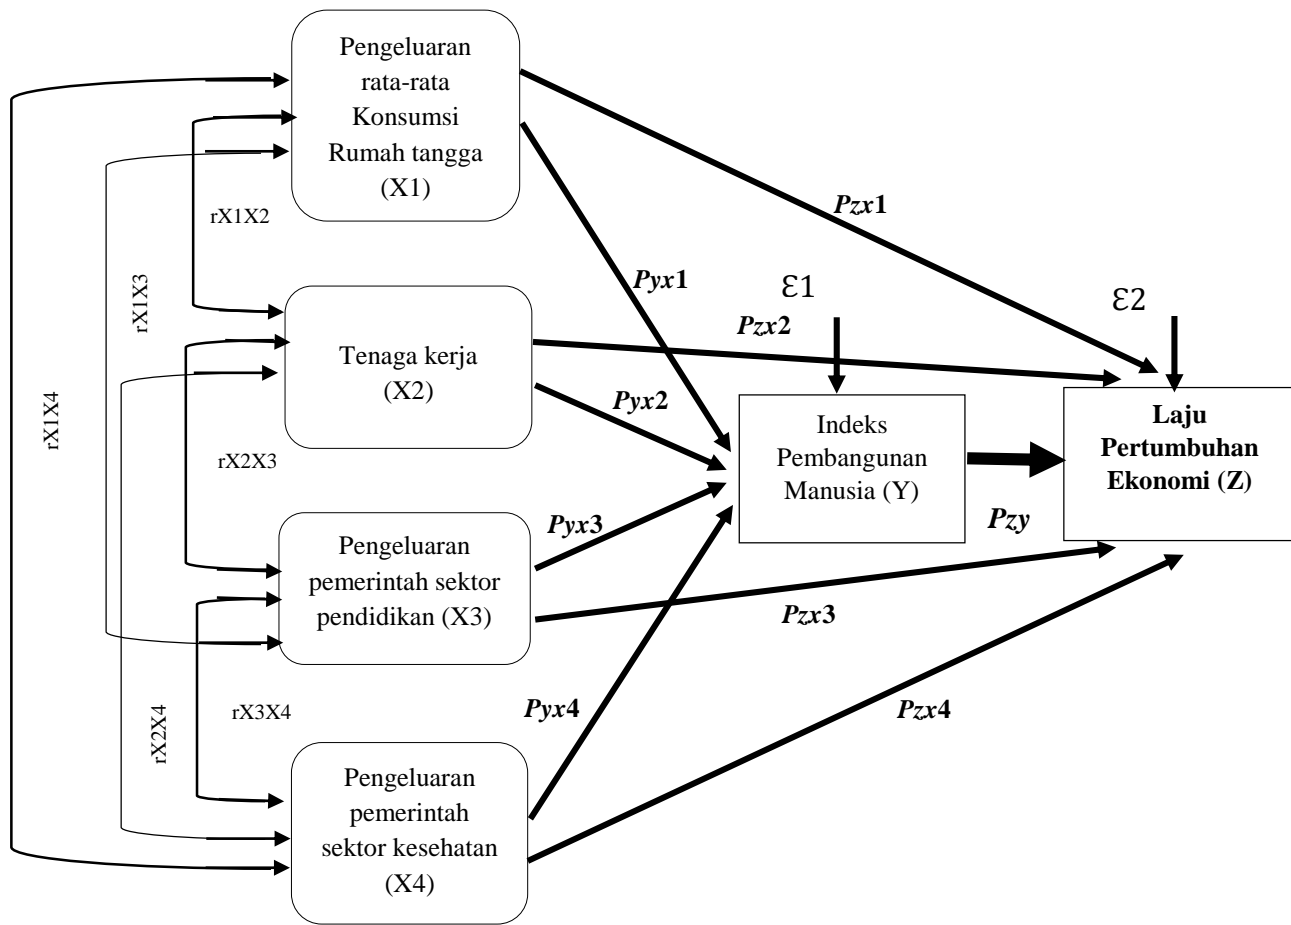 Pengeluaran
rata-rata
Konsumsi
Rumah tangga
(X1)
Pzx1
rX1X2
Pyx1
Ɛ1
Ɛ2
rX1X3
Pzx2
Tenaga kerja
(X2)
Pyx2
rX1X4
Indeks
Pembangunan
Manusia (Y)
Laju
Pertumbuhan
Ekonomi (Z)
rX2X3
Pzy
Pyx3
Pengeluaran
pemerintah sektor
pendidikan (X3)
Pzx3
rX2X4
rX3X4
Pyx4
Pzx4
Pengeluaran
pemerintah
sektor kesehatan
(X4)